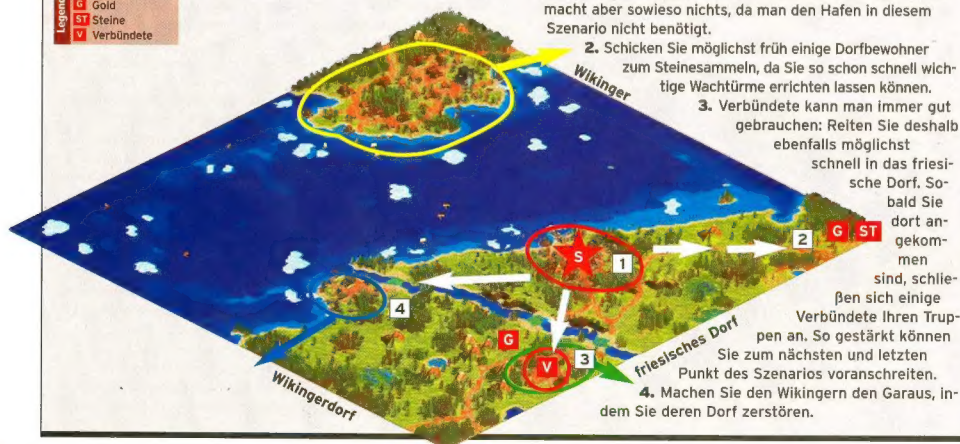 Legend
G Gold
ST Steine
V Verbündete
macht aber sowieso nichts, da man den Hafen in diesem
Szenario nicht benötigt.
2. Schicken Sie möglichst früh einige Dorfbewohner
zum Steinesammeln, da Sie so schon schnell wich-
tige Wachtürme errichten lassen können.
3. Verbündete kann man immer gut
gebrauchen: Reiten Sie deshalb
ebenfalls möglichst
schnell in das friesi-
sche Dorf. So-
bald Sie
dort an-
gekom-
men
sind, schlie-
ßen sich einige
Verbündete Ihren Trup-
pen an. So gestärkt können
Sie zum nächsten und letzten
Punkt des Szenarios voranschreiten.
4. Machen Sie den Wikingern den Garaus, in-
dem Sie deren Dorf zerstören.
Wikinger
S
1
2
G
ST
4
G
V
3
friesisches Dorf
Wikingerdorf